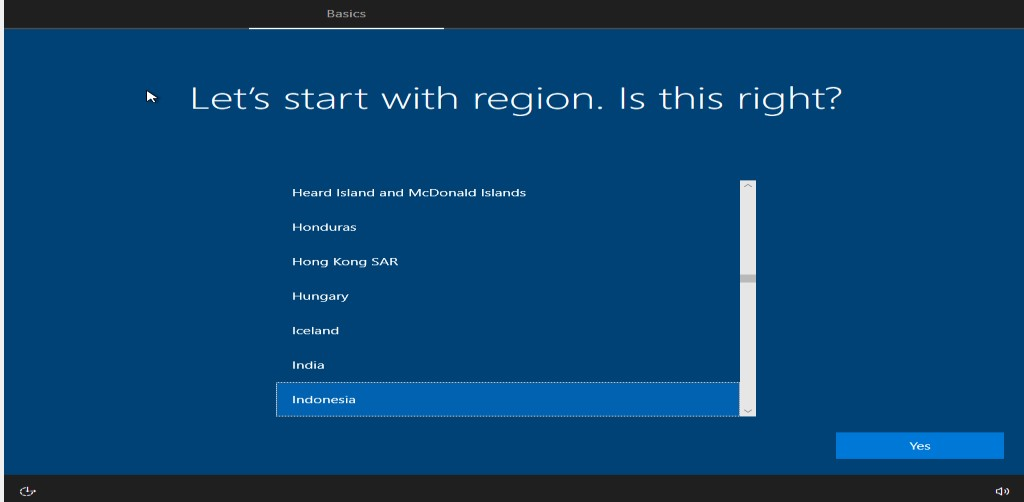 Basics
Let's start with region. Is this right?
Heard Island and McDonald Islands
Honduras
Hong Kong SAR
Hungary
Iceland
India
Indonesia
Yes